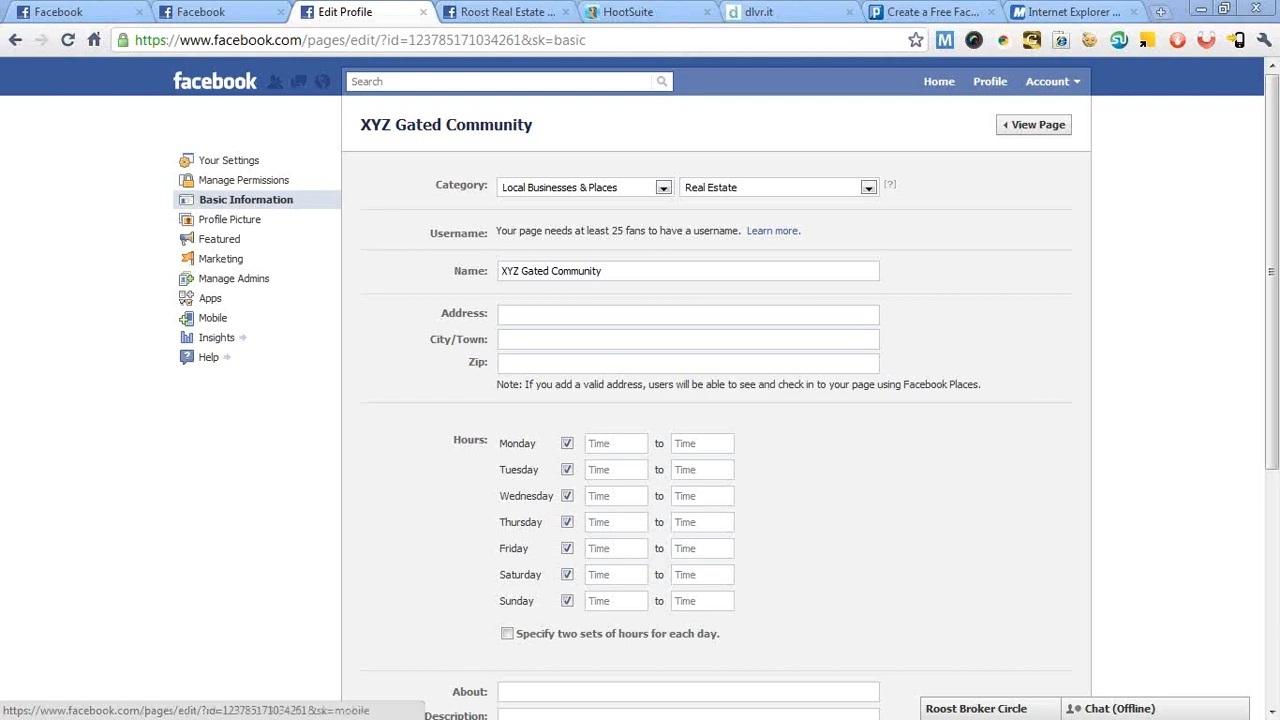 Facebook
Facebook
Edit Profile
Roost Real Estate ...
HootSuite
dlvr.it
Create a Free Fac...
Internet Explorer ...
https://www.facebook.com/pages/edit/?id=123785171034261&sk=basic
facebook
Search
Home
Profile
Account
XYZ Gated Community
View Page
Your Settings
Manage Permissions
Basic Information
Profile Picture
Featured
Marketing
Manage Admins
Apps
Mobile
Insights
Help
Category: Local Businesses & Places Real Estate [?]
Username: Your page needs at least 25 fans to have a username. Learn more.
Name: XYZ Gated Community
Address:
City/Town:
Zip:
Note: If you add a valid address, users will be able to see and check in to your page using Facebook Places.
Hours: Monday Time to Time
Tuesday Time to Time
Wednesday Time to Time
Thursday Time to Time
Friday Time to Time
Saturday Time to Time
Sunday Time to Time
Specify two sets of hours for each day.
About:
Description:
https://www.facebook.com/pages/edit/?id=123785171034261&sk=mobile
Roost Broker Circle
Chat (Offline)